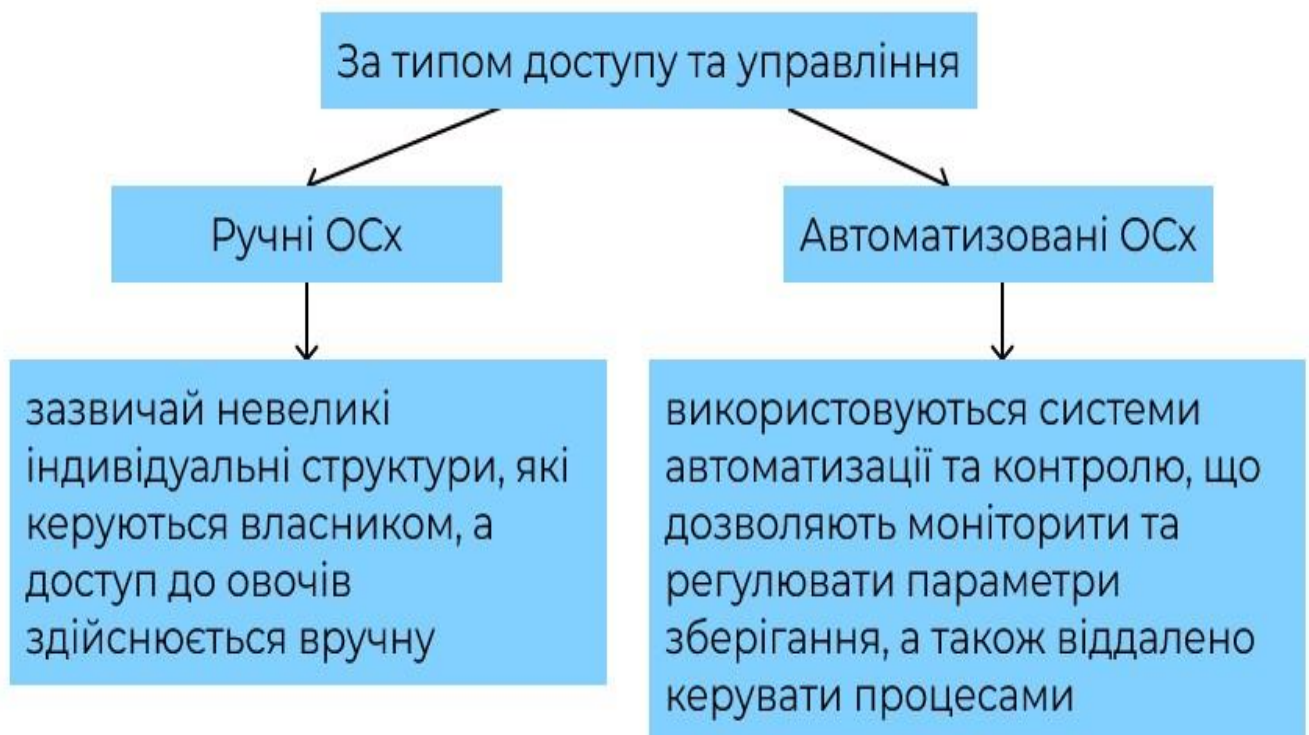 За типом доступу та управління
Ручні ОСх
Автоматизовані ОСх
зазвичай невеликі
індивідуальні структури, які
керуються власником, а
доступ до овочів
здійснюється вручну
використовуються системи
автоматизації та контролю, що
дозволяють моніторити та
регулювати параметри
зберігання, а також віддалено
керувати процесами